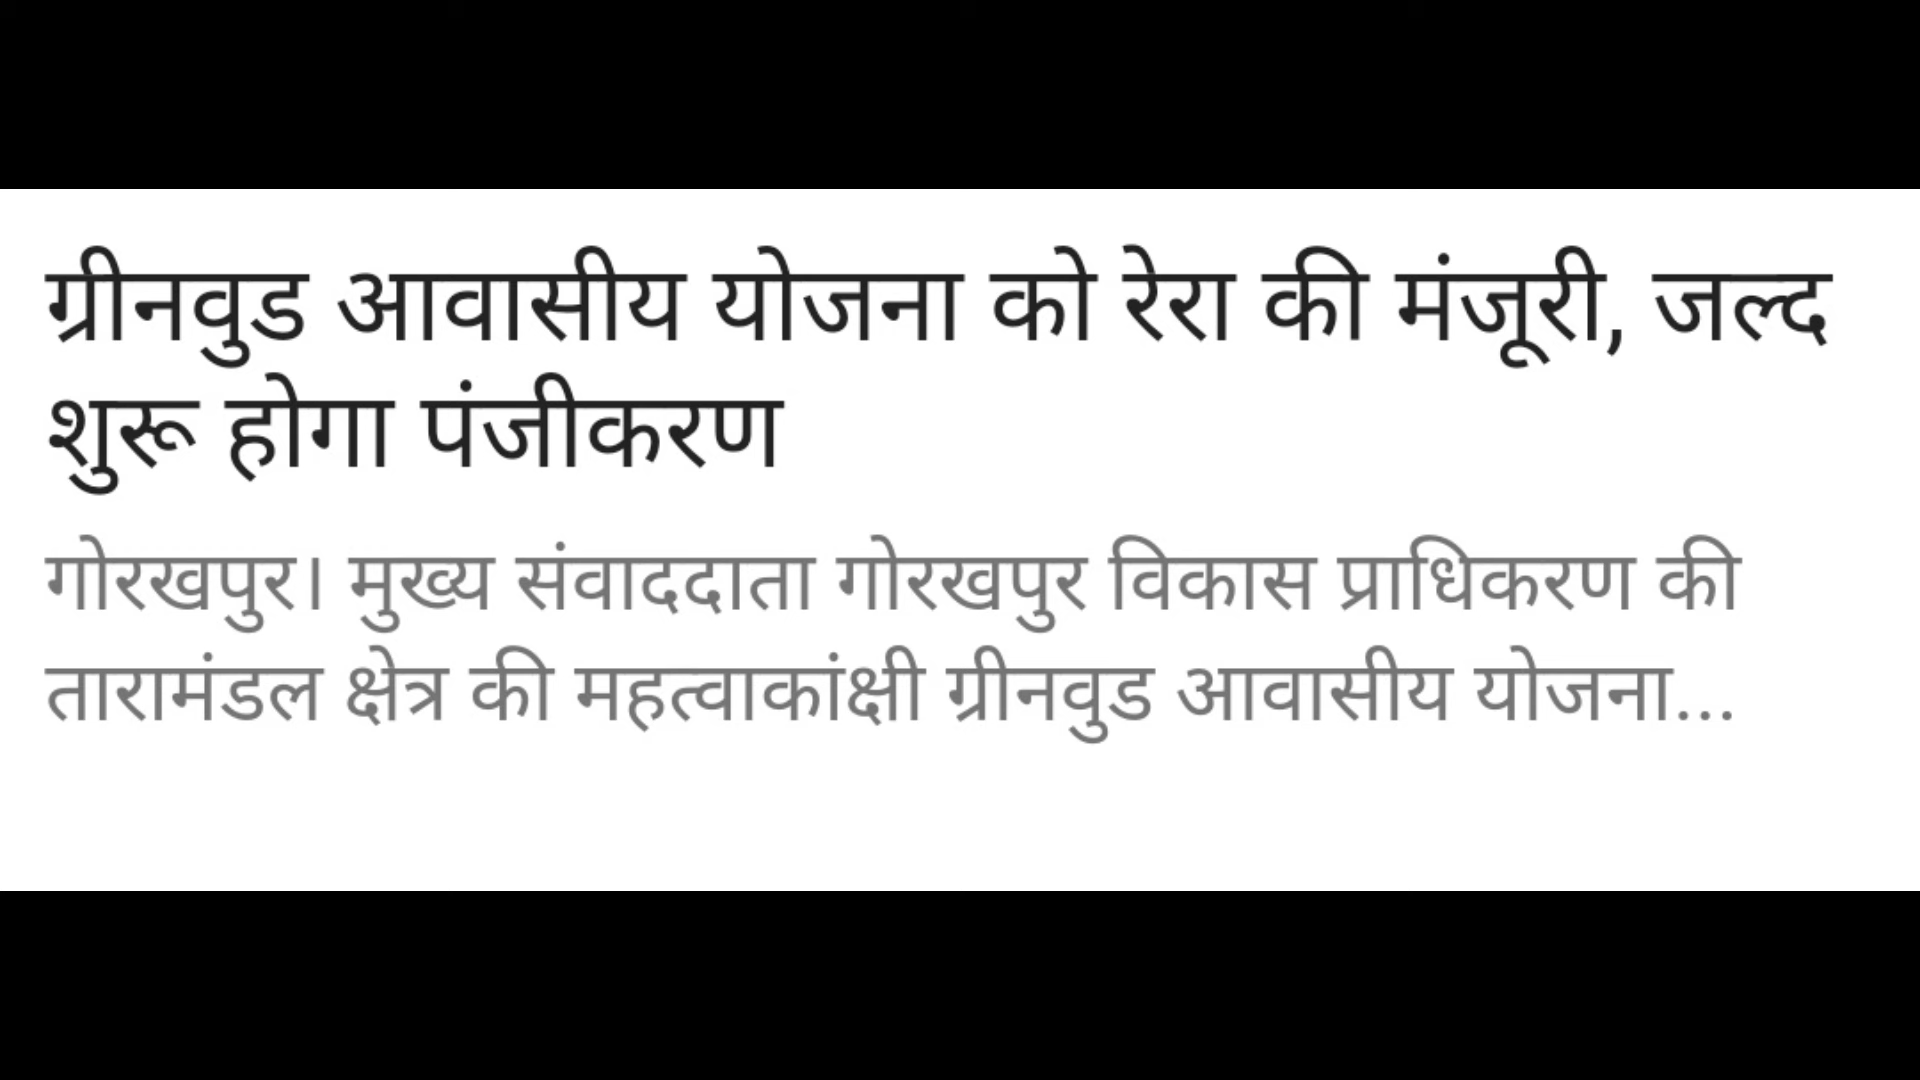 ग्रीनवुड आवासीय योजना को रेरा की मंजूरी, जल्द
शुरू होगा पंजीकरण
गोरखपुर। मुख्य संवाददाता गोरखपुर विकास प्राधिकरण की
तारामंडल क्षेत्र की महत्वाकांक्षी ग्रीनवुड आवासीय योजना...